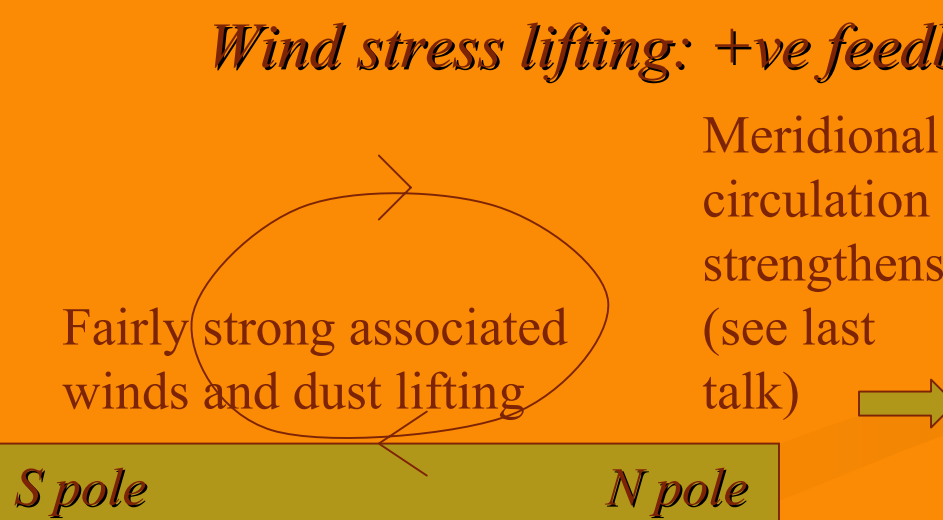 Wind stress lifting: +ve
Fairly strong associated
winds and dust lifting
Meridional
circulation
strengthens
(see last
talk)
S pole
N pole